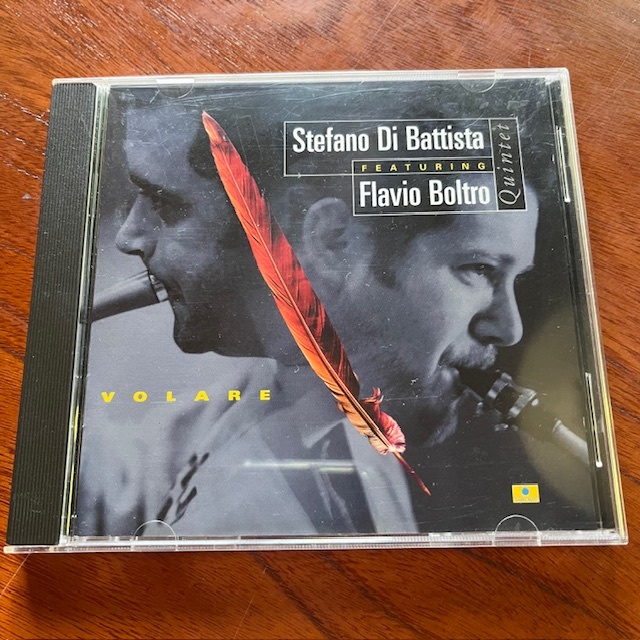 Stefano Di Battista
FEATURING
Flavio Boltro
Quintet
VOLARE